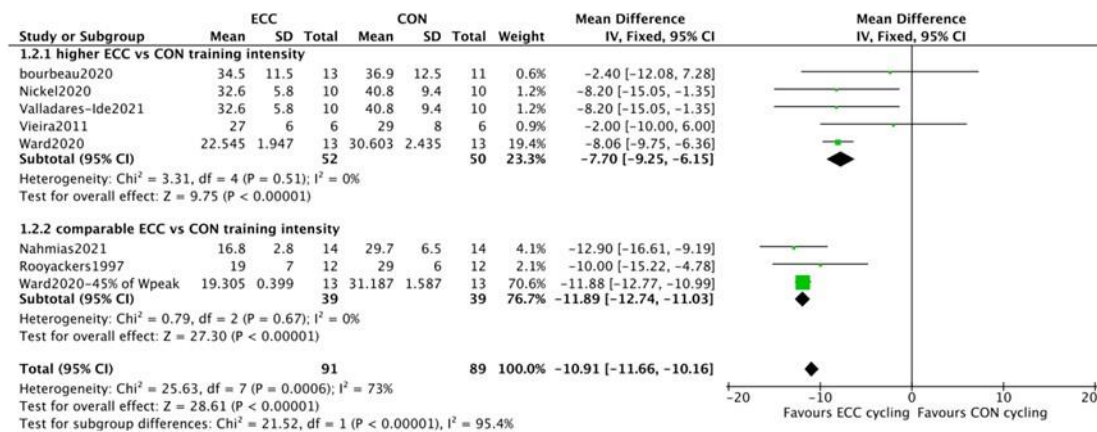 ECC CON Mean Difference Mean Difference
Study or Subgroup Mean SD Total Mean SD Total Weight IV, Fixed, 95% CI IV, Fixed, 95% CI
1.2.1 higher ECC vs CON training intensity
bourbeau2020 34.5 11.5 13 36.9 12.5 11 0.6% −2.40 [−12.08, 7.28]
Nickel2020 32.6 5.8 10 40.8 9.4 10 1.2% −8.20 [−15.05, −1.35]
Valladares-Ide2021 32.6 5.8 10 40.8 9.4 10 1.2% −8.20 [−15.05, −1.35]
Vieira2011 27 6 6 29 8 6 0.9% −2.00 [−10.00, 6.00]
Ward2020 22.545 1.947 13 30.603 2.435 13 19.4% −8.06 [−9.75, −6.36]
Subtotal (95% CI) 52 50 23.3% −7.70 [−9.25, −6.15]
Heterogeneity: Chi² = 3.31, df = 4 (P = 0.51); I² = 0%
Test for overall effect: Z = 9.75 (P < 0.00001)
1.2.2 comparable ECC vs CON training intensity
Nahmias2021 16.8 2.8 14 29.7 6.5 14 4.1% −12.90 [−16.61, −9.19]
Rooyackers1997 19 7 12 29 6 12 2.1% −10.00 [−15.22, −4.78]
Ward2020-45% of Wpeak 19.305 0.399 13 31.187 1.587 13 70.6% −11.88 [−12.77, −10.99]
Subtotal (95% CI) 39 39 76.7% −11.89 [−12.74, −11.03]
Heterogeneity: Chi² = 0.79, df = 2 (P = 0.67); I² = 0%
Test for overall effect: Z = 27.30 (P < 0.00001)
Total (95% CI) 91 89 100.0% −10.91 [−11.66, −10.16]
Heterogeneity: Chi² = 25.63, df = 7 (P = 0.0006); I² = 73%
Test for overall effect: Z = 28.61 (P < 0.00001)
Test for subgroup differences: Chi² = 21.52, df = 1 (P < 0.00001), I² = 95.4%
−20 −10 0 10 20
Favours ECC cycling Favours CON cycling